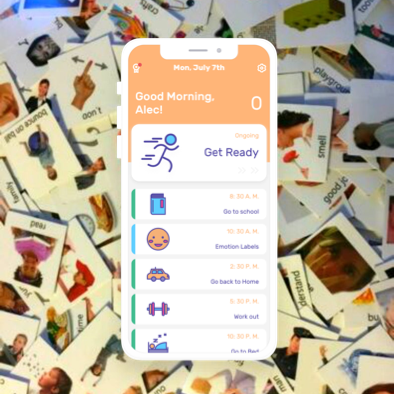 Mon, July 7th
Good Morning,
Alec!
0
Ongoing
Get Ready
8:30 A. M.
Go to school
10:30 A. M.
Emotion Labels
2:30 P. M.
Go back to Home
5:30 P. M.
Work out
10:30 P. M.
Go to Bed
don't
bounce on ball
playground
smell
family
read
good job
home
man